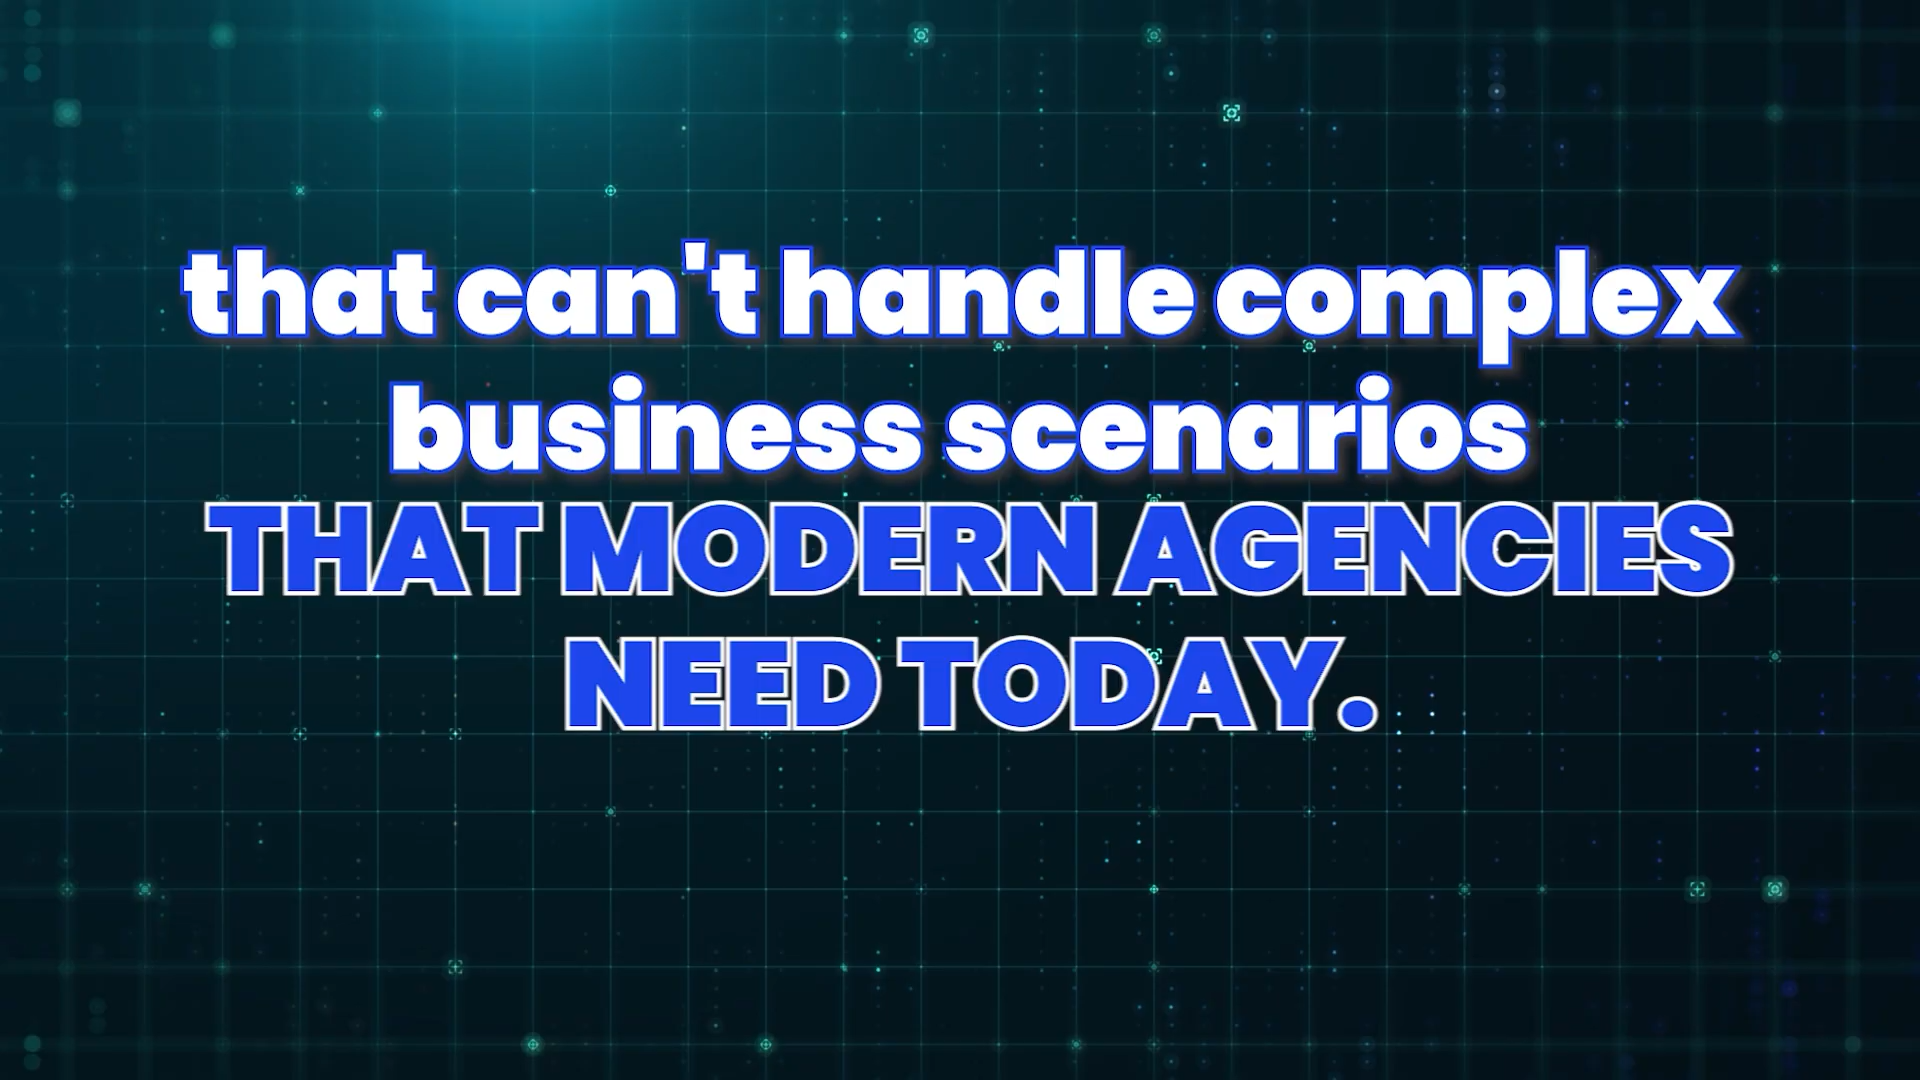 that can't handle complex
business scenarios
THAT MODERN AGENCIES
NEED TODAY.